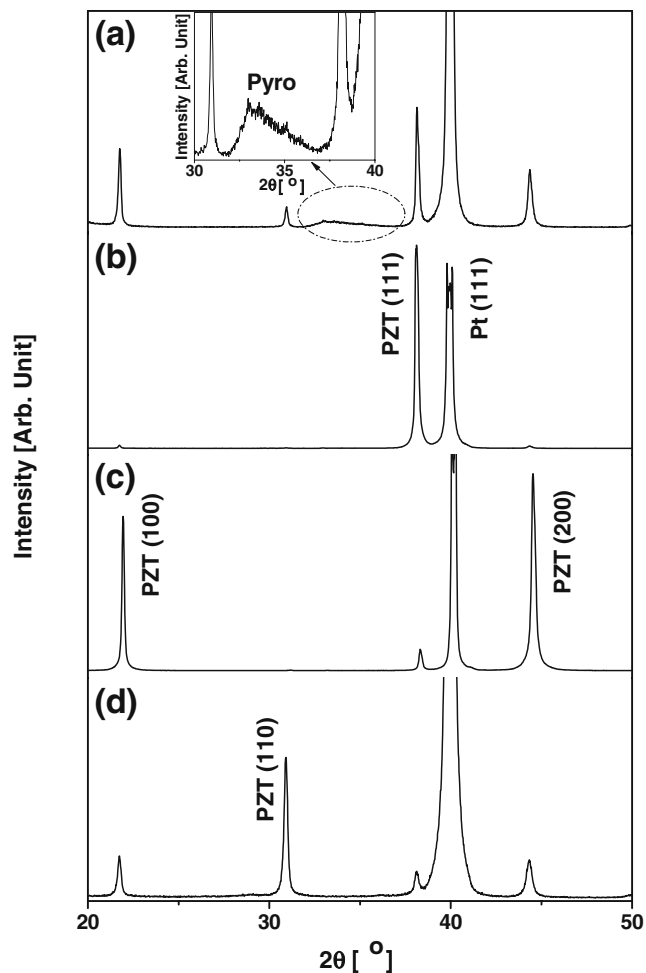 (a)
Intensity [Arb. Unit]
Pyro
30 35 40
2θ[ °]
(b)
PZT (111)
Pt (111)
Intensity [Arb. Unit]
(c)
PZT (100)
PZT (200)
(d)
PZT (110)
20 30 40 50
2θ[ °]